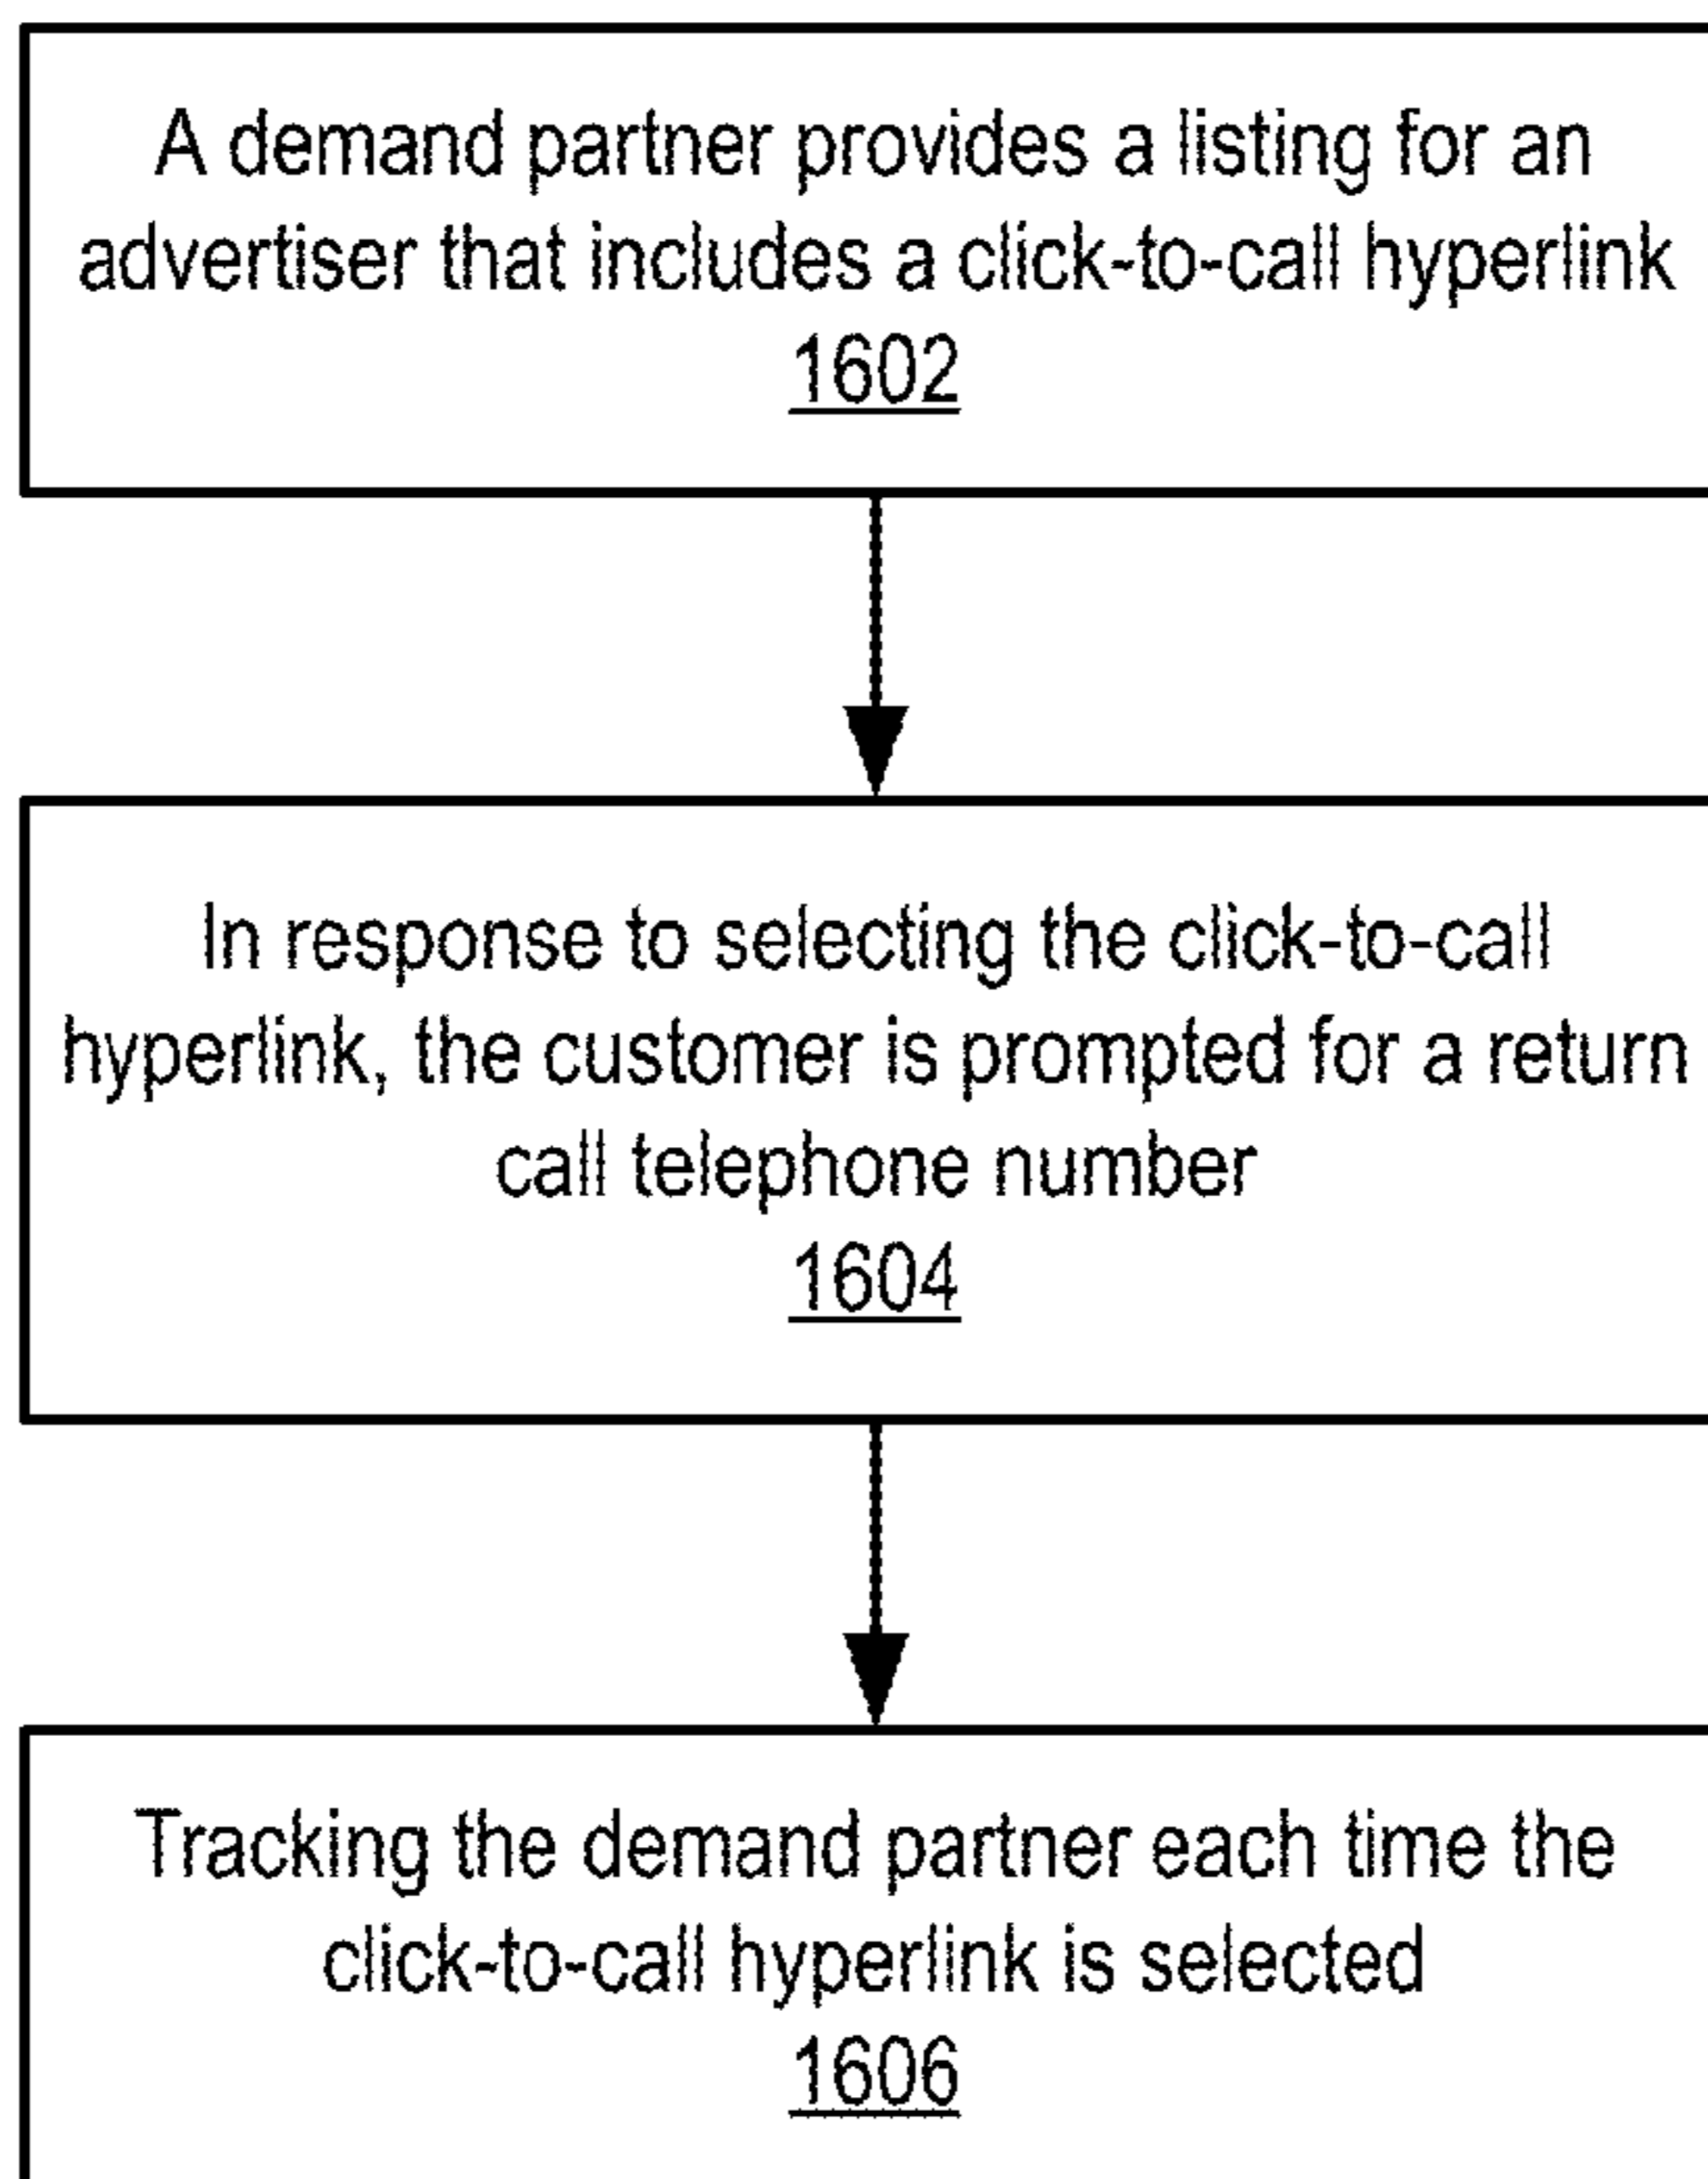 A demand partner provides a listing for an
advertiser that includes a click-to-call hyperlink
1602
In response to selecting the click-to-call
hyperlink, the customer is prompted for a return
call telephone number
1604
Tracking the demand partner each time the
click-to-call hyperlink is selected
1606